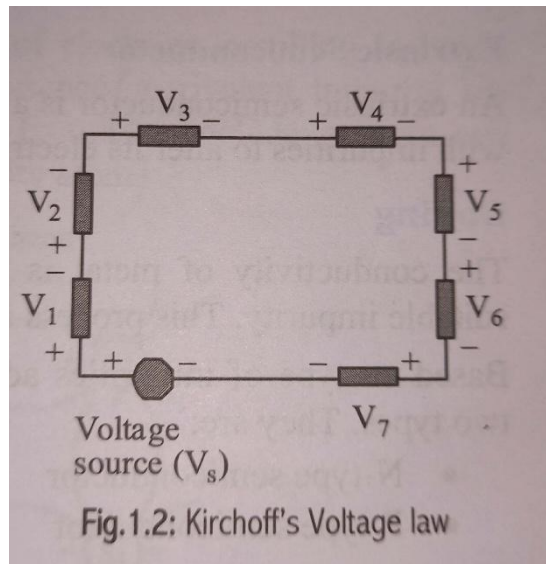 V₃
+ −
V₄
+ −
−
V₂
+
+
V₅
−
−
V₁
+
+
V₆
−
+ −
− +
V₇
Voltage
source (Vₛ)
Fig.1.2: Kirchoff's Voltage law